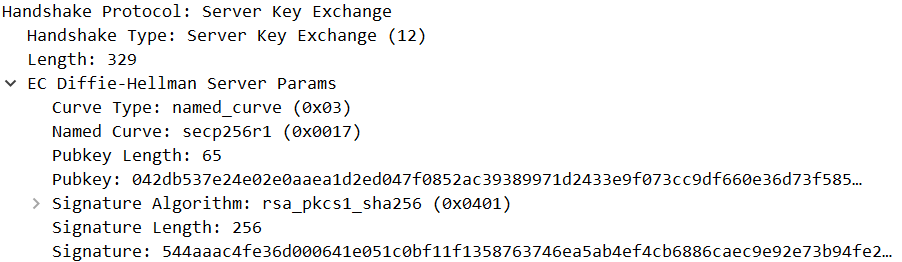 Handshake Protocol: Server Key Exchange
Handshake Type: Server Key Exchange (12)
Length: 329
EC Diffie-Hellman Server Params
Curve Type: named_curve (0x03)
Named Curve: secp256r1 (0x0017)
Pubkey Length: 65
Pubkey: 042db537e24e02e0aaea1d2ed047f0852ac39389971d2433e9f073cc9df660e36d73f585…
Signature Algorithm: rsa_pkcs1_sha256 (0x0401)
Signature Length: 256
Signature: 544aaac4fe36d000641e051c0bf11f1358763746ea5ab4ef4cb6886caec9e92e73b94fe2…